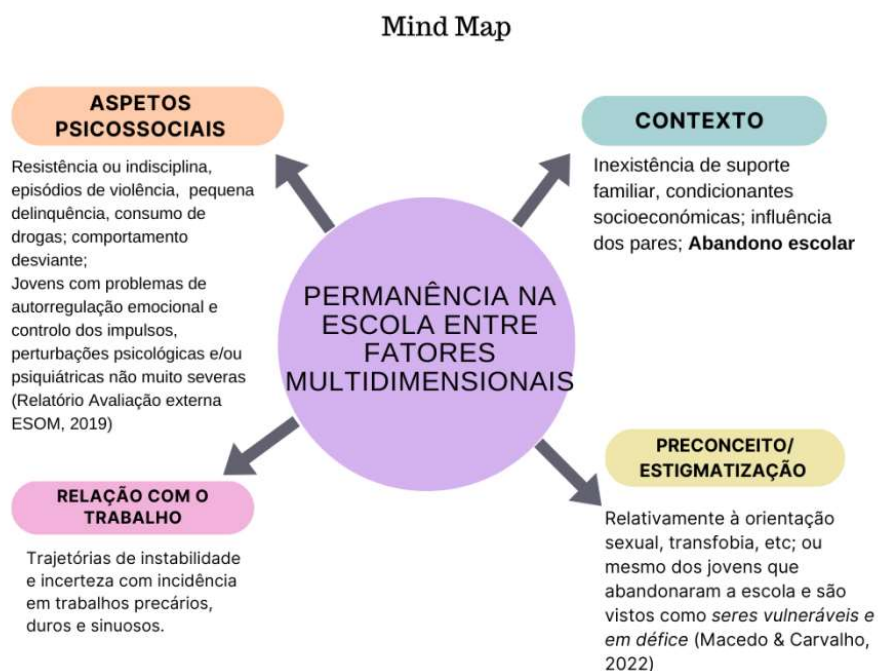 Mind Map
ASPETOS
PSICOSSOCIAIS
Resistência ou indisciplina,
episódios de violência, pequena
delinquência, consumo de
drogas; comportamento
desviante;
Jovens com problemas de
autorregulação emocional e
controlo dos impulsos,
perturbações psicológicas e/ou
psiquiátricas não muito severas
(Relatório Avaliação externa
ESOM, 2019)
CONTEXTO
Inexistência de suporte
familiar, condicionantes
socioeconómicas; influência
dos pares; Abandono escolar
PERMANÊNCIA NA
ESCOLA ENTRE
FATORES
MULTIDIMENSIONAIS
RELAÇÃO COM O
TRABALHO
Trajetórias de instabilidade
e incerteza com incidência
em trabalhos precários,
duros e sinuosos.
PRECONCEITO/
ESTIGMATIZAÇÃO
Relativamente à orientação
sexual, transfobia, etc; ou
mesmo dos jovens que
abandonaram a escola e são
vistos como seres vulneráveis e
em défice (Macedo & Carvalho,
2022)